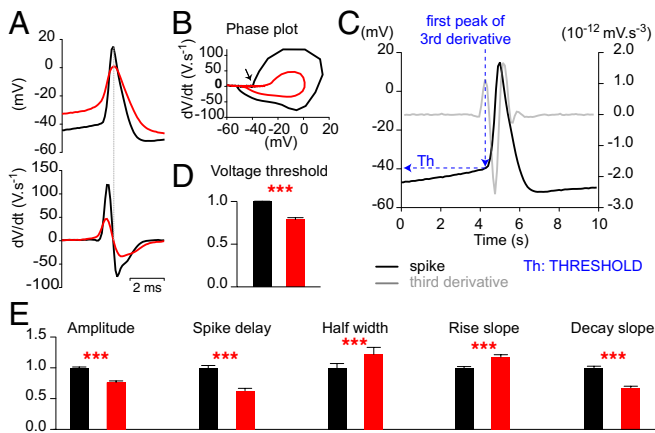 A
20
0
-20
-40
-60
(mV)
150
100
50
0
-50
-100
dV/dt (V.s⁻¹)
2 ms
B
Phase plot
100
50
0
-50
-100
dV/dt (V.s⁻¹)
-60
-40
-20
0
20
(mV)
D
Voltage threshold
***
1.0
0.5
0.0
C
first peak of
3rd derivative
(mV)
(10⁻¹² mV.s⁻³)
20
0
-20
-40
-60
2.0
1.0
0.0
-1.0
-2.0
-3.0
Th
0 2 4 6 8 10
Time (s)
spike
third derivative
Th: THRESHOLD
E
1.5
1.0
0.5
0.0
Amplitude
***
Spike delay
***
Half width
***
Rise slope
***
Decay slope
***